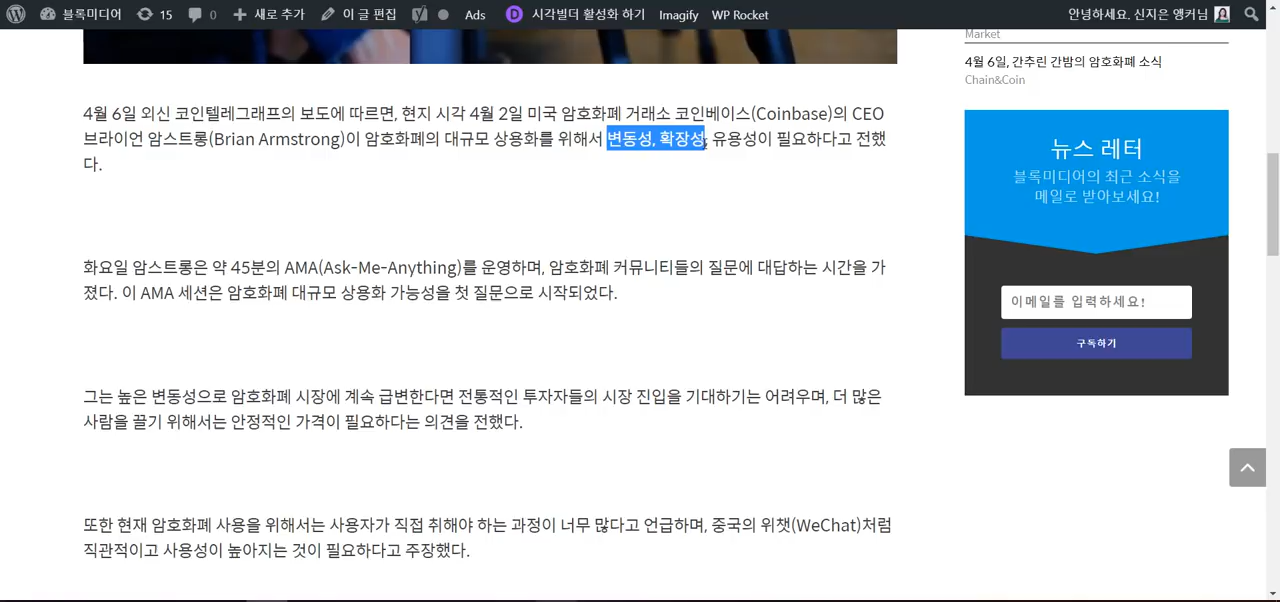 블록미디어 15 0 새로 추가 이 글 편집 Ads 시각빌더 활성화 하기 Imagify WP Rocket 안녕하세요. 신지은 앵커님
4월 6일 외신 코인텔레그래프의 보도에 따르면, 현지 시각 4월 2일 미국 암호화폐 거래소 코인베이스(Coinbase)의 CEO
브라이언 암스트롱(Brian Armstrong)이 암호화폐의 대규모 상용화를 위해서 변동성, 확장성, 유용성이 필요하다고 전했
다.
화요일 암스트롱은 약 45분의 AMA(Ask-Me-Anything)를 운영하며, 암호화폐 커뮤니티들의 질문에 대답하는 시간을 가
졌다. 이 AMA 세션은 암호화폐 대규모 상용화 가능성을 첫 질문으로 시작되었다.
그는 높은 변동성으로 암호화폐 시장에 계속 급변한다면 전통적인 투자자들의 시장 진입을 기대하기는 어려우며, 더 많은
사람을 끌기 위해서는 안정적인 가격이 필요하다는 의견을 전했다.
또한 현재 암호화폐 사용을 위해서는 사용자가 직접 취해야 하는 과정이 너무 많다고 언급하며, 중국의 위챗(WeChat)처럼
직관적이고 사용성이 높아지는 것이 필요하다고 주장했다.
Market
4월 6일, 간추린 간밤의 암호화폐 소식
Chain&Coin
뉴스 레터
블록미디어의 최근 소식을
메일로 받아보세요!
이메일를 입력하세요!
구독하기